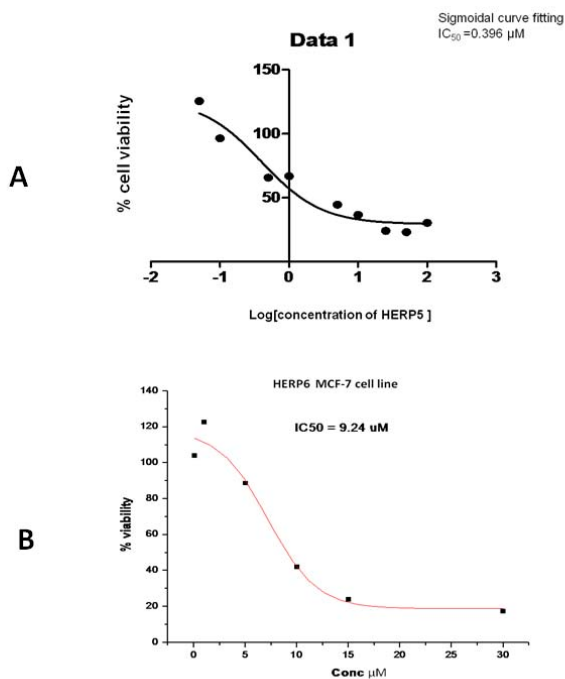 Sigmoidal curve fitting
IC50 =0.396 µM
Data 1
A
% cell viability
150
100
50
-2 -1 0 1 2 3
Log[concentration of HERP5 ]
HERP6 MCF-7 cell line
IC50 = 9.24 uM
B
% viability
140
120
100
80
60
40
20
0
0 5 10 15 20 25 30
Conc µM